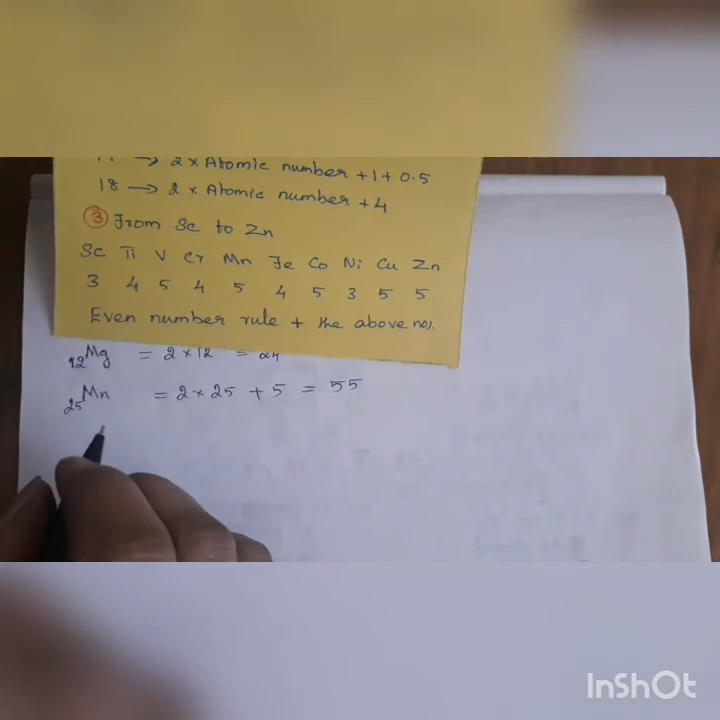 17 → 2 × Atomic number + 1 + 0.5
18 → 2 × Atomic number + 4
③ From Sc to Zn
Sc Ti V Cr Mn Fe Co Ni Cu Zn
3 4 5 4 5 4 5 3 5 5
Even number rule + the above nos.
₁₂Mg = 2 × 12 = 24
₂₅Mn = 2 × 25 + 5 = 55
InShOt